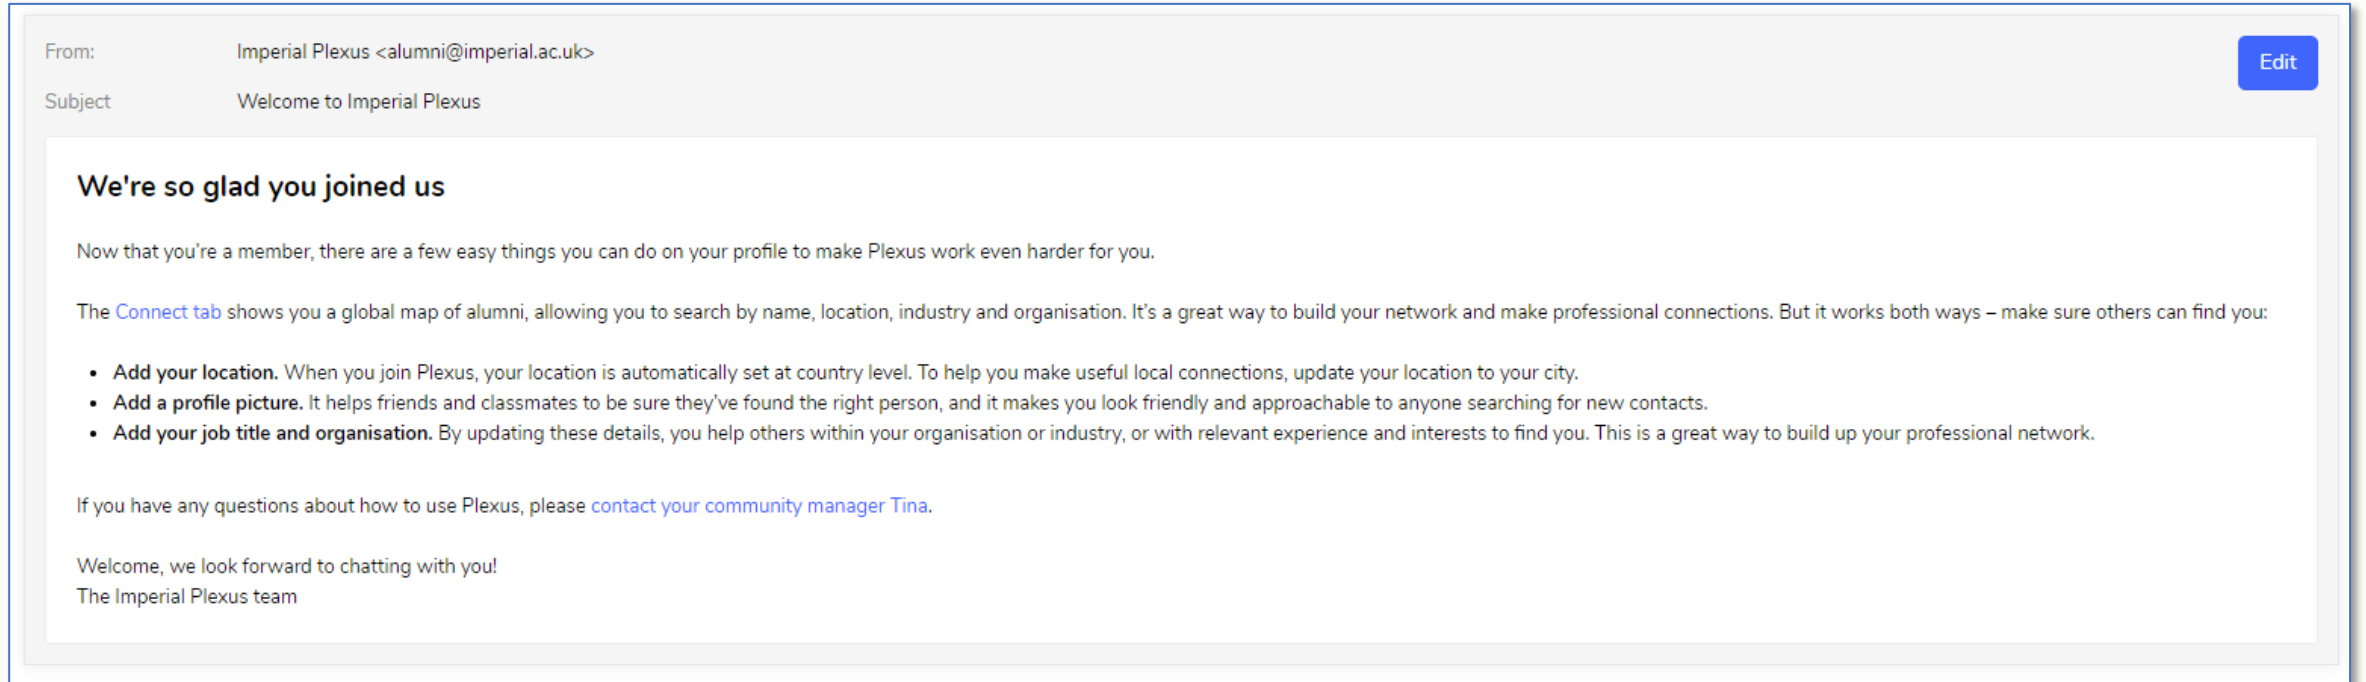 From: Imperial Plexus <alumni@imperial.ac.uk>
Edit
Subject Welcome to Imperial Plexus
We're so glad you joined us
Now that you're a member, there are a few easy things you can do on your profile to make Plexus work even harder for you.
The Connect tab shows you a global map of alumni, allowing you to search by name, location, industry and organisation. It's a great way to build your network and make professional connections. But it works both ways – make sure others can find you:
• Add your location. When you join Plexus, your location is automatically set at country level. To help you make useful local connections, update your location to your city.
• Add a profile picture. It helps friends and classmates to be sure they've found the right person, and it makes you look friendly and approachable to anyone searching for new contacts.
• Add your job title and organisation. By updating these details, you help others within your organisation or industry, or with relevant experience and interests to find you. This is a great way to build up your professional network.
If you have any questions about how to use Plexus, please contact your community manager Tina.
Welcome, we look forward to chatting with you!
The Imperial Plexus team